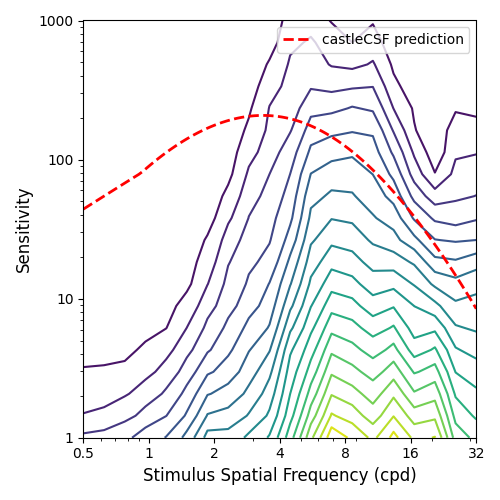 1000
castleCSF prediction
100
Sensitivity
10
1
0.5 1 2 4 8 16 32
Stimulus Spatial Frequency (cpd)